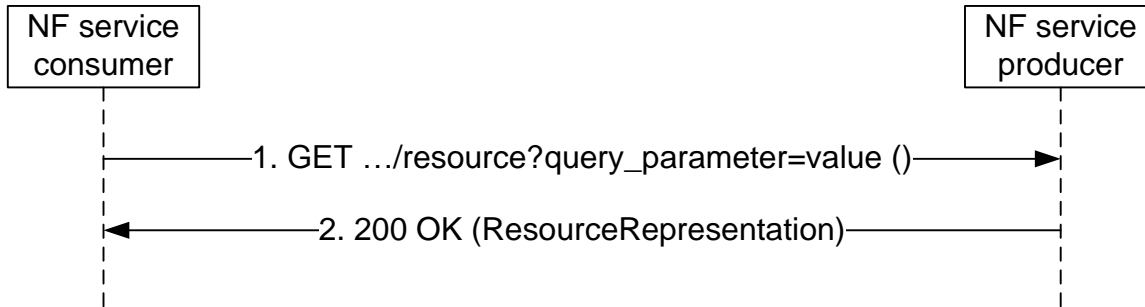 NF service
consumer
NF service
producer
1. GET …/resource?query_parameter=value ()
2. 200 OK (ResourceRepresentation)